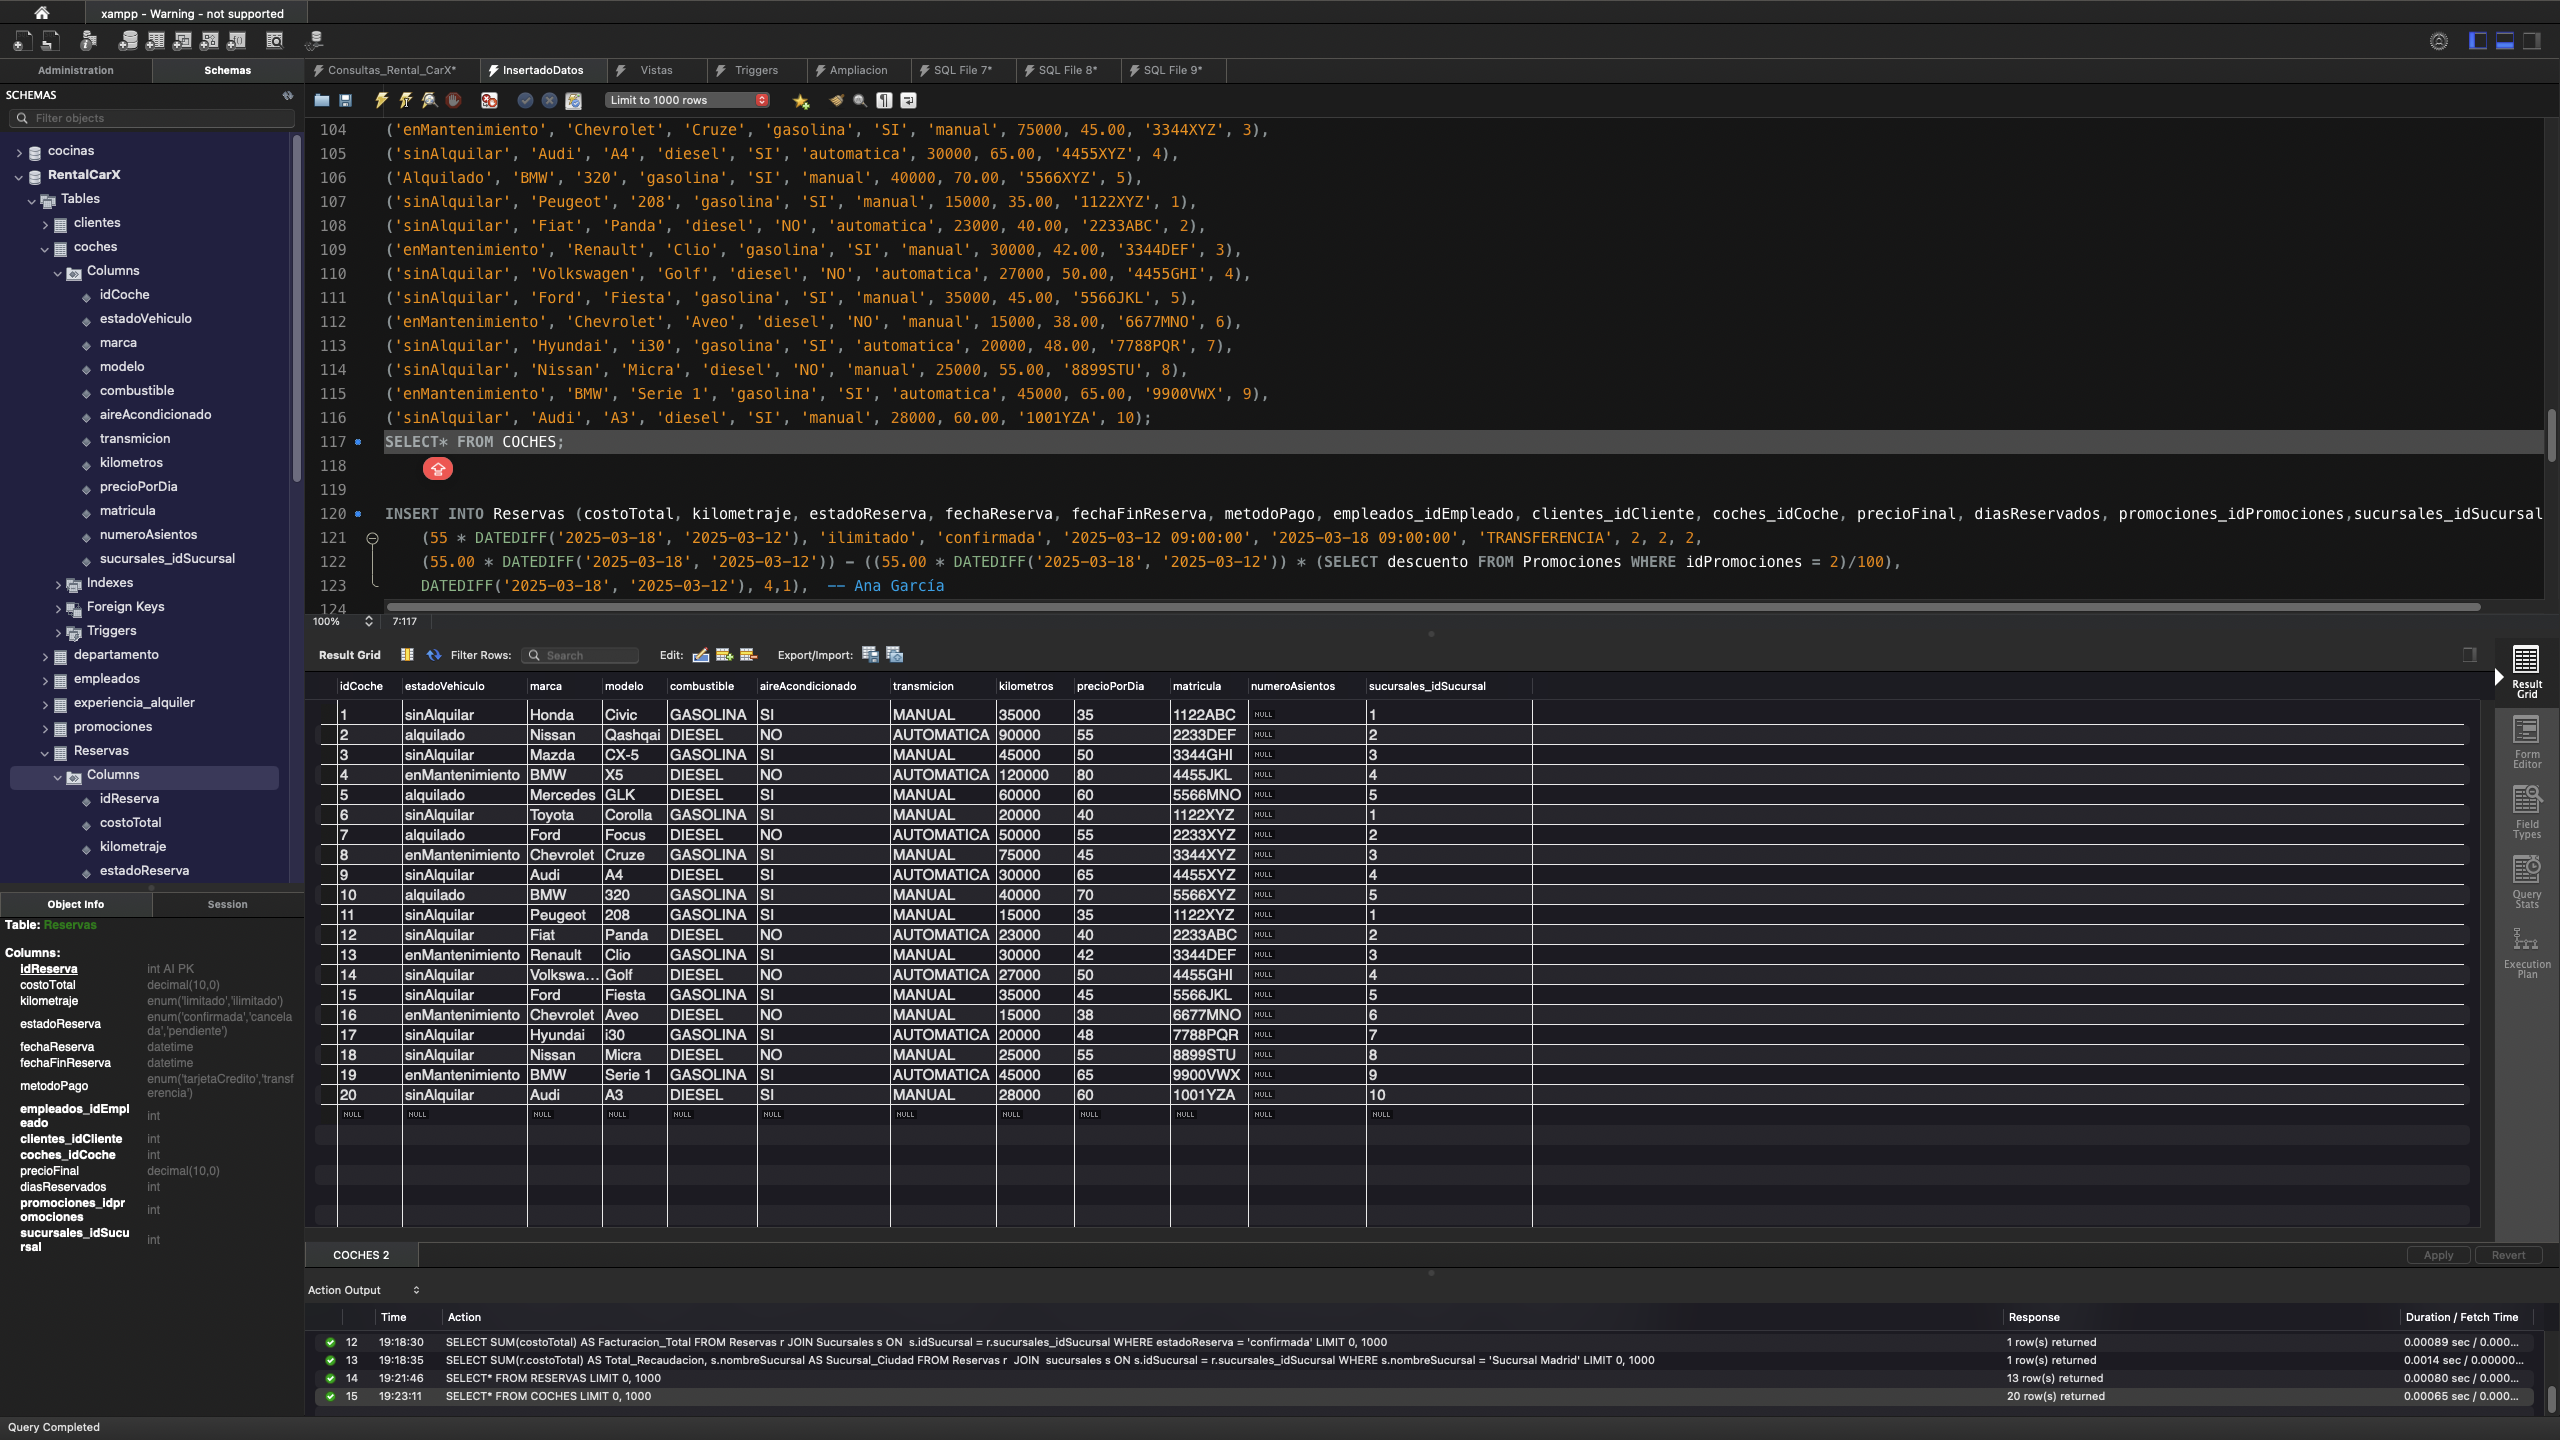 xampp - Warning - not supported
Administration
Schemas
Consultas_Rental_CarX*
InsertadoDatos
Vistas
Triggers
Ampliacion
SQL File 7*
SQL File 8*
SQL File 9*
SCHEMAS
Filter objects
cocinas
RentalCarX
Tables
clientes
coches
Columns
idCoche
estadoVehiculo
marca
modelo
combustible
aireAcondicionado
transmicion
kilometros
precioPorDia
matricula
numeroAsientos
sucursales_idSucursal
Indexes
Foreign Keys
Triggers
departamento
empleados
experiencia_alquiler
promociones
Reservas
Columns
idReserva
costoTotal
kilometraje
estadoReserva
Object Info
Session
Table: Reservas
Columns:
idReserva int AI PK
costoTotal decimal(10,0)
kilometraje enum('limitado','ilimitado')
estadoReserva enum('confirmada','cancelada','pendiente')
fechaReserva datetime
fechaFinReserva datetime
metodoPago enum('tarjetaCredito','transferencia')
empleados_idEmpleado int
clientes_idCliente int
coches_idCoche int
precioFinal decimal(10,0)
diasReservados int
promociones_idpromociones int
sucursales_idSucursal int
Query Completed
Limit to 1000 rows
104 ('enMantenimiento', 'Chevrolet', 'Cruze', 'gasolina', 'SI', 'manual', 75000, 45.00, '3344XYZ', 3),
105 ('sinAlquilar', 'Audi', 'A4', 'diesel', 'SI', 'automatica', 30000, 65.00, '4455XYZ', 4),
106 ('Alquilado', 'BMW', '320', 'gasolina', 'SI', 'manual', 40000, 70.00, '5566XYZ', 5),
107 ('sinAlquilar', 'Peugeot', '208', 'gasolina', 'SI', 'manual', 15000, 35.00, '1122XYZ', 1),
108 ('sinAlquilar', 'Fiat', 'Panda', 'diesel', 'NO', 'automatica', 23000, 40.00, '2233ABC', 2),
109 ('enMantenimiento', 'Renault', 'Clio', 'gasolina', 'SI', 'manual', 30000, 42.00, '3344DEF', 3),
110 ('sinAlquilar', 'Volkswagen', 'Golf', 'diesel', 'NO', 'automatica', 27000, 50.00, '4455GHI', 4),
111 ('sinAlquilar', 'Ford', 'Fiesta', 'gasolina', 'SI', 'manual', 35000, 45.00, '5566JKL', 5),
112 ('enMantenimiento', 'Chevrolet', 'Aveo', 'diesel', 'NO', 'manual', 15000, 38.00, '6677MNO', 6),
113 ('sinAlquilar', 'Hyundai', 'i30', 'gasolina', 'SI', 'automatica', 20000, 48.00, '7788PQR', 7),
114 ('sinAlquilar', 'Nissan', 'Micra', 'diesel', 'NO', 'manual', 25000, 55.00, '8899STU', 8),
115 ('enMantenimiento', 'BMW', 'Serie 1', 'gasolina', 'SI', 'automatica', 45000, 65.00, '9900VWX', 9),
116 ('sinAlquilar', 'Audi', 'A3', 'diesel', 'SI', 'manual', 28000, 60.00, '1001YZA', 10);
117 SELECT* FROM COCHES;
118
119
120 INSERT INTO Reservas (costoTotal, kilometraje, estadoReserva, fechaReserva, fechaFinReserva, metodoPago, empleados_idEmpleado, clientes_idCliente, coches_idCoche, precioFinal, diasReservados, promociones_idPromociones,sucursales_idSucursal
121 (55 * DATEDIFF('2025-03-18', '2025-03-12'), 'ilimitado', 'confirmada', '2025-03-12 09:00:00', '2025-03-18 09:00:00', 'TRANSFERENCIA', 2, 2, 2,
122 (55.00 * DATEDIFF('2025-03-18', '2025-03-12')) - ((55.00 * DATEDIFF('2025-03-18', '2025-03-12')) * (SELECT descuento FROM Promociones WHERE idPromociones = 2)/100),
123 DATEDIFF('2025-03-18', '2025-03-12'), 4,1), -- Ana García
124
100% 7:117
Result Grid Filter Rows: Search Edit: Export/Import:
idCoche estadoVehiculo marca modelo combustible aireAcondicionado transmicion kilometros precioPorDia matricula numeroAsientos sucursales_idSucursal
1 sinAlquilar Honda Civic GASOLINA SI MANUAL 35000 35 1122ABC NULL 1
2 alquilado Nissan Qashqai DIESEL NO AUTOMATICA 90000 55 2233DEF NULL 2
3 sinAlquilar Mazda CX-5 GASOLINA SI MANUAL 45000 50 3344GHI NULL 3
4 enMantenimiento BMW X5 DIESEL NO AUTOMATICA 120000 80 4455JKL NULL 4
5 alquilado Mercedes GLK DIESEL SI MANUAL 60000 60 5566MNO NULL 5
6 sinAlquilar Toyota Corolla GASOLINA SI MANUAL 20000 40 1122XYZ NULL 1
7 alquilado Ford Focus DIESEL NO AUTOMATICA 50000 55 2233XYZ NULL 2
8 enMantenimiento Chevrolet Cruze GASOLINA SI MANUAL 75000 45 3344XYZ NULL 3
9 sinAlquilar Audi A4 DIESEL SI AUTOMATICA 30000 65 4455XYZ NULL 4
10 alquilado BMW 320 GASOLINA SI MANUAL 40000 70 5566XYZ NULL 5
11 sinAlquilar Peugeot 208 GASOLINA SI MANUAL 15000 35 1122XYZ NULL 1
12 sinAlquilar Fiat Panda DIESEL NO AUTOMATICA 23000 40 2233ABC NULL 2
13 enMantenimiento Renault Clio GASOLINA SI MANUAL 30000 42 3344DEF NULL 3
14 sinAlquilar Volkswa... Golf DIESEL NO AUTOMATICA 27000 50 4455GHI NULL 4
15 sinAlquilar Ford Fiesta GASOLINA SI MANUAL 35000 45 5566JKL NULL 5
16 enMantenimiento Chevrolet Aveo DIESEL NO MANUAL 15000 38 6677MNO NULL 6
17 sinAlquilar Hyundai i30 GASOLINA SI AUTOMATICA 20000 48 7788PQR NULL 7
18 sinAlquilar Nissan Micra DIESEL NO MANUAL 25000 55 8899STU NULL 8
19 enMantenimiento BMW Serie 1 GASOLINA SI AUTOMATICA 45000 65 9900VWX NULL 9
20 sinAlquilar Audi A3 DIESEL SI MANUAL 28000 60 1001YZA NULL 10
NULL NULL NULL NULL NULL NULL NULL NULL NULL NULL NULL NULL
Result Grid
Form Editor
Field Types
Query Stats
Execution Plan
COCHES 2
Apply Revert
Action Output
Time Action Response Duration / Fetch Time
12 19:18:30 SELECT SUM(costoTotal) AS Facturacion_Total FROM Reservas r JOIN Sucursales s ON s.idSucursal = r.sucursales_idSucursal WHERE estadoReserva = 'confirmada' LIMIT 0, 1000 1 row(s) returned 0.00089 sec / 0.000...
13 19:18:35 SELECT SUM(r.costoTotal) AS Total_Recaudacion, s.nombreSucursal AS Sucursal_Ciudad FROM Reservas r JOIN sucursales s ON s.idSucursal = r.sucursales_idSucursal WHERE s.nombreSucursal = 'Sucursal Madrid' LIMIT 0, 1000 1 row(s) returned 0.0014 sec / 0.00000...
14 19:21:46 SELECT* FROM RESERVAS LIMIT 0, 1000 13 row(s) returned 0.00080 sec / 0.000...
15 19:23:11 SELECT* FROM COCHES LIMIT 0, 1000 20 row(s) returned 0.00065 sec / 0.000...